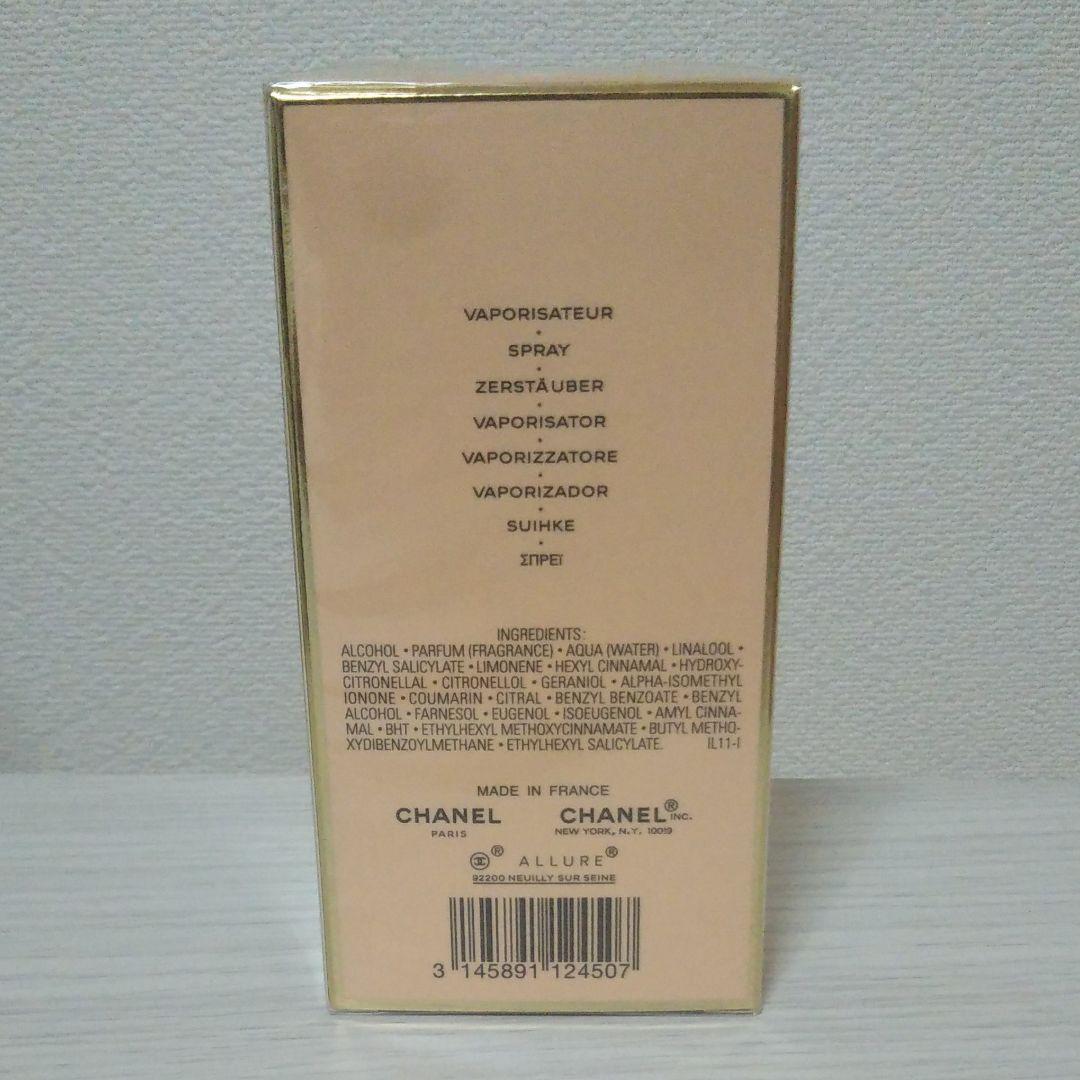 VAPORISATEUR
•
SPRAY
•
ZERSTÄUBER
•
VAPORISATOR
•
VAPORIZZATORE
•
VAPORIZADOR
•
SUIHKE
•
ΣΠΡΕΪ
INGREDIENTS:
ALCOHOL • PARFUM (FRAGRANCE) • AQUA (WATER) • LINALOOL •
BENZYL SALICYLATE • LIMONENE • HEXYL CINNAMAL • HYDROXY-
CITRONELLAL • CITRONELLOL • GERANIOL • ALPHA-ISOMETHYL
IONONE • COUMARIN • CITRAL • BENZYL BENZOATE • BENZYL
ALCOHOL • FARNESOL • EUGENOL • ISOEUGENOL • AMYL CINNA-
MAL • BHT • ETHYLHEXYL METHOXYCINNAMATE • BUTYL METHO-
XYDIBENZOYLMETHANE • ETHYLHEXYL SALICYLATE. IL11-I
MADE IN FRANCE
CHANEL CHANEL® INC.
PARIS NEW YORK, N.Y. 10019
® ALLURE®
92200 NEUILLY SUR SEINE
3 145891 124507